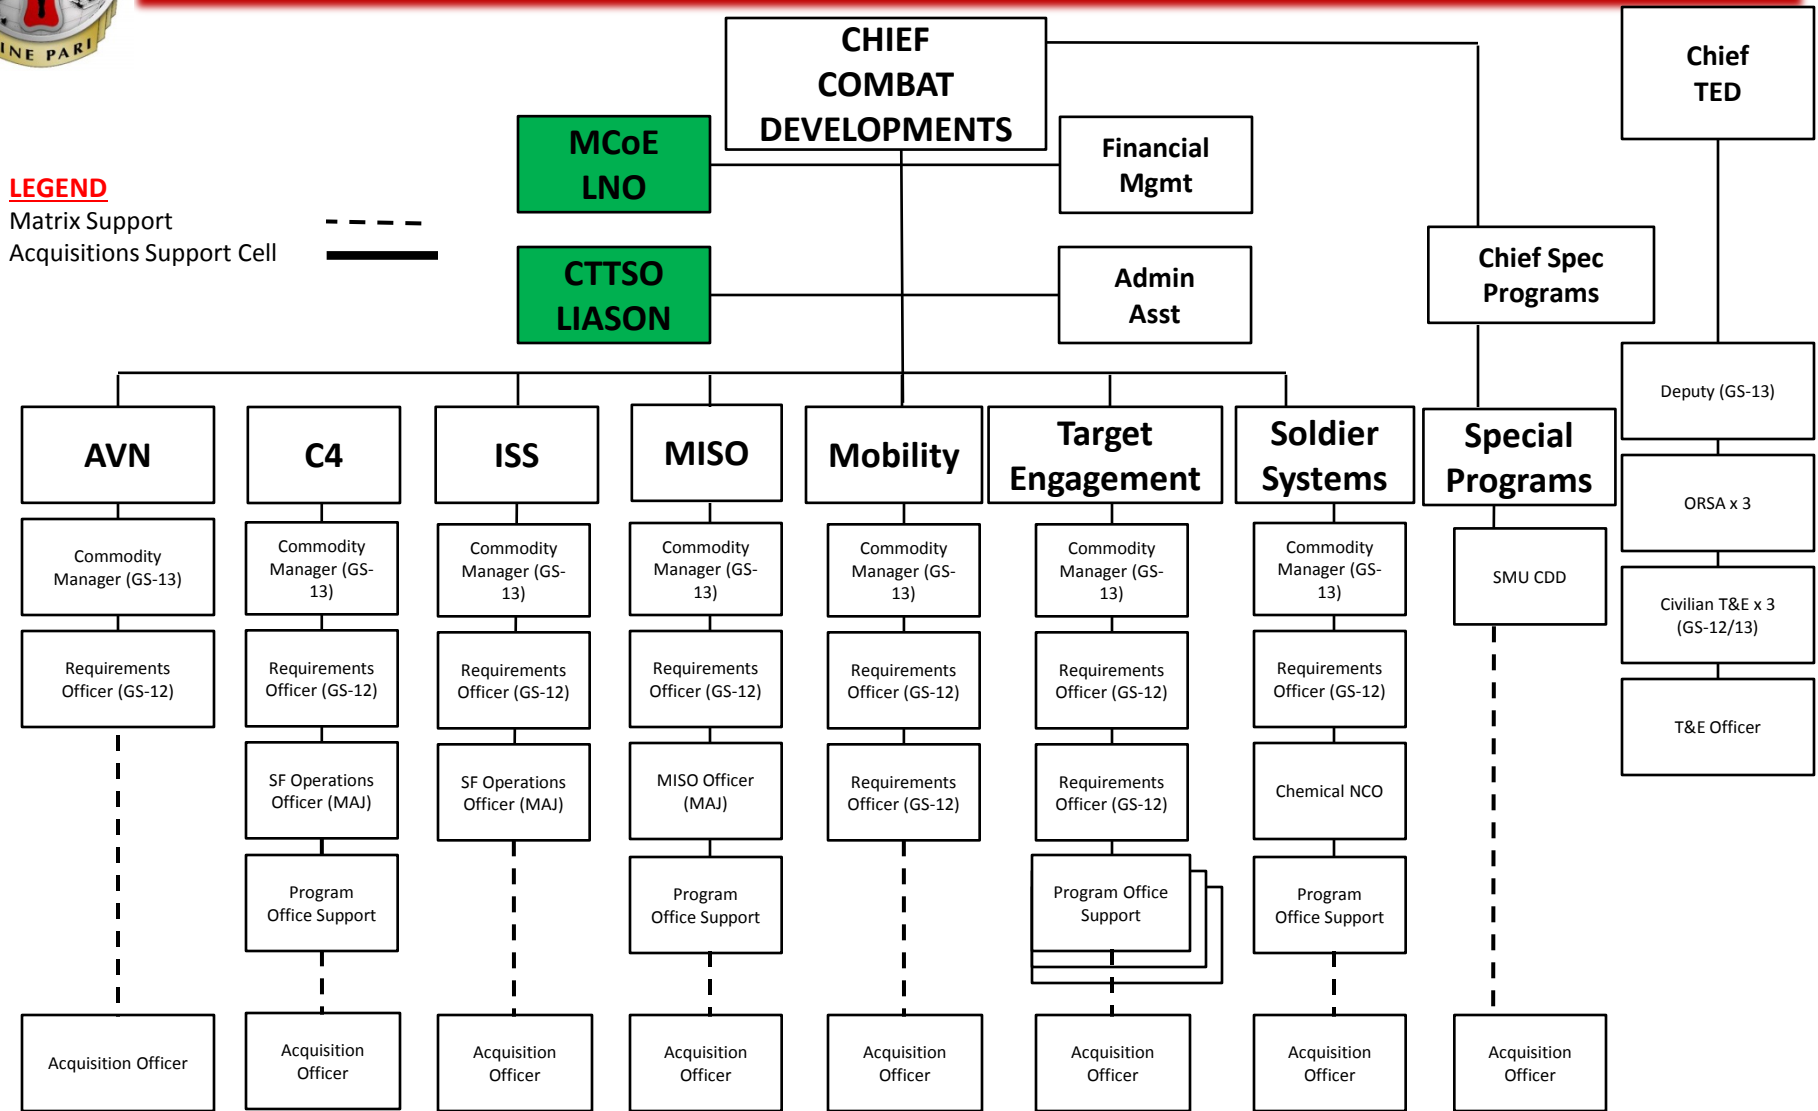 INE PARI
CHIEF
COMBAT
DEVELOPMENTS
Chief
TED
MCoE
LNO
Financial
Mgmt
LEGEND
Matrix Support
Acquisitions Support Cell
CTTSO
LIASON
Admin
Asst
Chief Spec
Programs
AVN
C4
ISS
MISO
Mobility
Target
Engagement
Soldier
Systems
Special
Programs
Deputy (GS-13)
ORSA x 3
Civilian T&E x 3
(GS-12/13)
T&E Officer
Commodity
Manager (GS-13)
Requirements
Officer (GS-12)
Acquisition Officer
Commodity
Manager (GS-
13)
Requirements
Officer (GS-12)
SF Operations
Officer (MAJ)
Program
Office Support
Acquisition
Officer
Commodity
Manager (GS-
13)
Requirements
Officer (GS-12)
SF Operations
Officer (MAJ)
Acquisition
Officer
Commodity
Manager (GS-
13)
Requirements
Officer (GS-12)
MISO Officer
(MAJ)
Program
Office Support
Acquisition
Officer
Commodity
Manager (GS-
13)
Requirements
Officer (GS-12)
Requirements
Officer (GS-12)
Acquisition
Officer
Commodity
Manager (GS-
13)
Requirements
Officer (GS-12)
Requirements
Officer (GS-12)
Program Office
Support
Acquisition
Officer
Commodity
Manager (GS-
13)
Requirements
Officer (GS-12)
Chemical NCO
Program
Office Support
Acquisition
Officer
SMU CDD
Acquisition
Officer